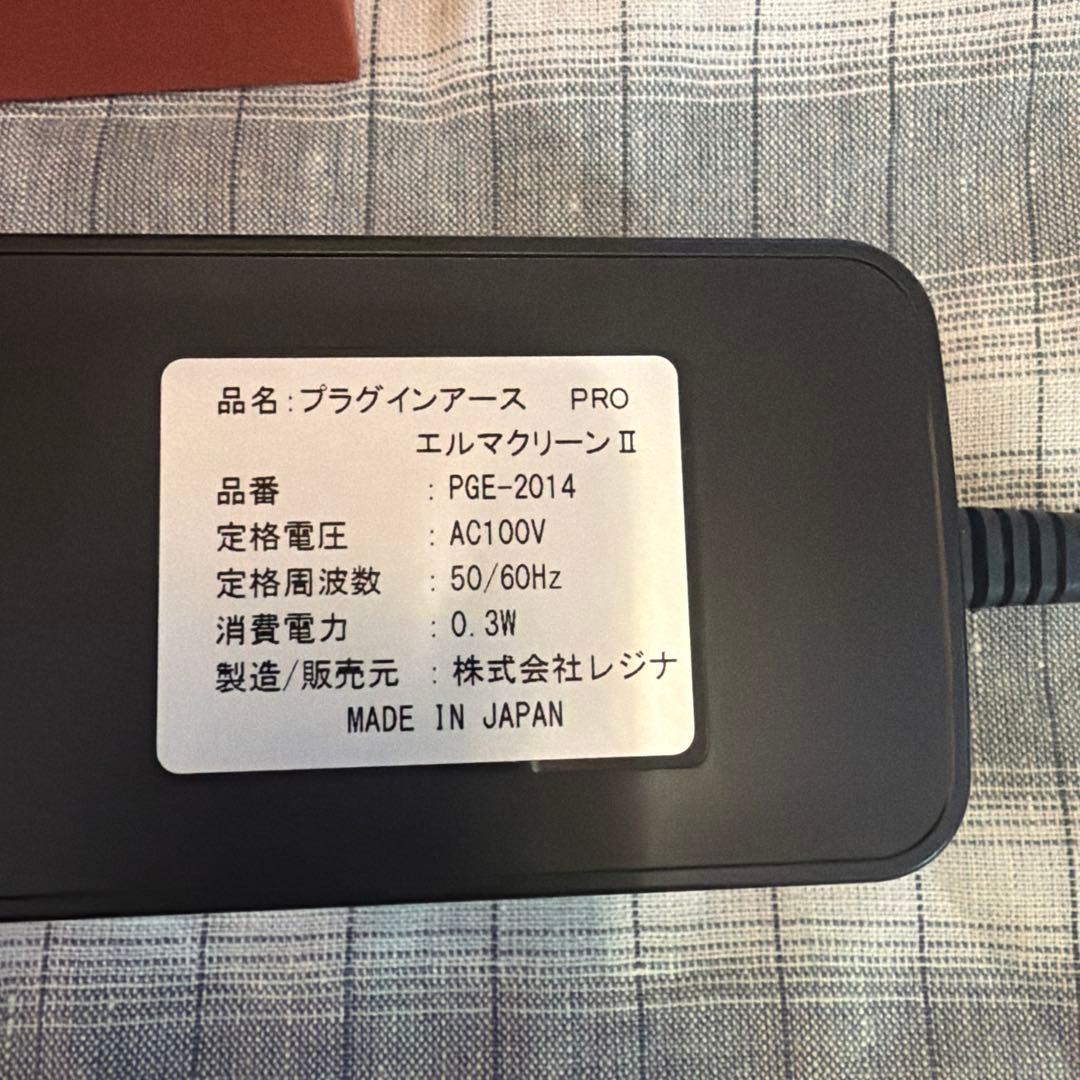 品名:プラグインアース PRO
エルマクリーンⅡ
品番 : PGE-2014
定格電圧 : AC100V
定格周波数 : 50/60Hz
消費電力 : 0.3W
製造/販売元 : 株式会社レジナ
MADE IN JAPAN